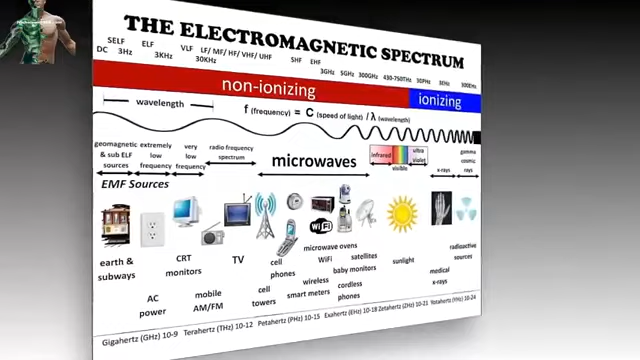 THE ELECTROMAGNETIC SPECTRUM
SELF ELF VLF LF/ MF/ HF/ VHF/ UHF SHF EHF
DC 3Hz 3KHz 30KHz 3GHz 5GHz 300GHz 430-750THz 30PHz 3EHz 300EHz
non-ionizing ionizing
wavelength f (frequency) = C (speed of light) / λ (wavelength)
geomagnetic & sub ELF sources
extremely low frequency
very low frequency
radio frequency spectrum
microwaves
infrared
visible
ultra violet
x-rays
gamma cosmic rays
EMF Sources
WiFi
earth & subways
AC power
CRT monitors
mobile AM/FM
TV
cell towers
cell phones
microwave ovens
WiFi
wireless smart meters
satellites
baby monitors
cordless phones
sunlight
medical x-rays
radioactive sources
Gigahertz (GHz) 10-9 Terahertz (THz) 10-12 Petahertz (PHz) 10-15 Exahertz (EHz) 10-18 Zetahertz (ZHz) 10-21 Yotahertz (YHz) 10-24